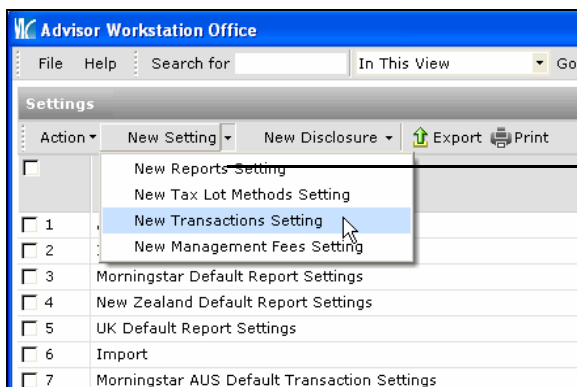 Advisor Workstation Office
File Help Search for In This View Go
Settings
Action New Setting New Disclosure Export Print
New Reports Setting
New Tax Lot Methods Setting
New Transactions Setting
New Management Fees Setting
1
2
3 Morningstar Default Report Settings
4 New Zealand Default Report Settings
5 UK Default Report Settings
6 Import
7 Morningstar AUS Default Transaction Settings